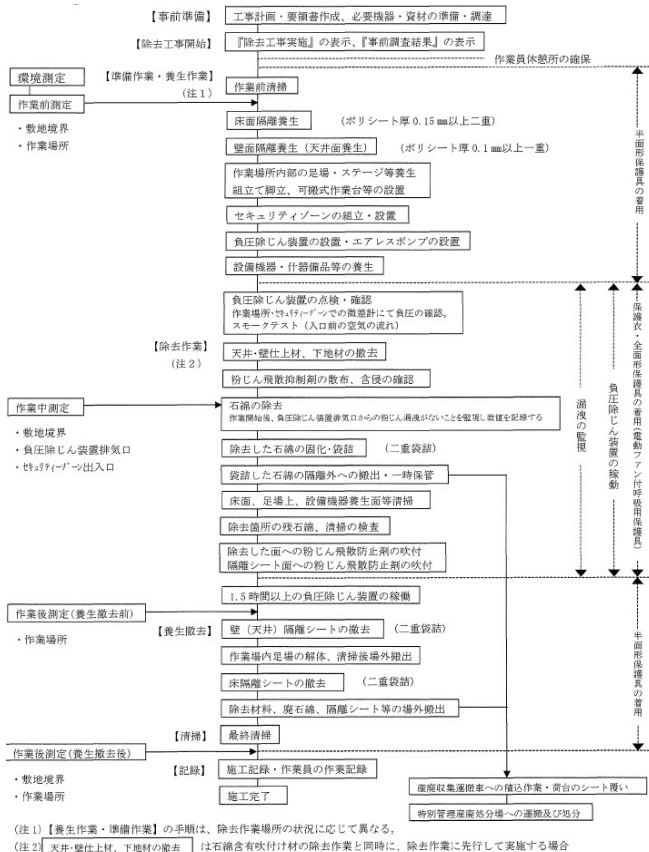 【事前準備】 工事計画・要領書作成、必要機器・資材の準備・調達
【除去工事開始】 『除去工事実施』の表示、『事前調査結果』の表示
作業員休憩所の確保
環境測定 【準備作業・養生作業】
(注1) 作業前清掃
作業前測定
・敷地境界
・作業場所
床面隔離養生 (ポリシート厚0.15㎜以上二重)
壁面隔離養生(天井面養生) (ポリシート厚0.1㎜以上一重)
作業場所内部の足場・ステージ等養生
組立て脚立、可搬式作業台等の設置
セキュリティゾーンの組立・設置
負圧除じん装置の設置・エアレスポンプの設置
設備機器・什器備品等の養生
半面形保護具の着用
負圧除じん装置の点検・確認
作業場所・セキュリティーゾーンでの微差計にて負圧の確認。
スモークテスト(入口前の空気の流れ)
【除去作業】
(注2) 天井・壁仕上材、下地材の撤去
粉じん飛散抑制剤の散布、含侵の確認
作業中測定
・敷地境界
・負圧除じん装置排気口
・セキュリティーゾーン出入口
石綿の除去
作業開始後、負圧除じん装置排気口からの粉じん漏洩がないことを監視し数値を記録する
除去した石綿の固化・袋詰 (二重袋詰)
袋詰した石綿の隔離外への搬出・一時保管
床面、足場上、設備機器養生面等清掃
除去箇所の残石綿、清掃の検査
除去した面への粉じん飛散防止剤の吹付
隔離シート面への粉じん飛散防止剤の吹付
漏洩の監視
負圧除じん装置の稼働
保護衣・全面形保護具の着用(電動ファン付呼吸用保護具)
1.5時間以上の負圧除じん装置の稼働
作業後測定(養生撤去前)
・作業場所
【養生撤去】 壁(天井)隔離シートの撤去 (二重袋詰)
作業場内足場の解体、清掃後場外搬出
床隔離シートの撤去 (二重袋詰)
除去材料、廃石綿、隔離シート等の場外搬出
【清掃】 最終清掃
半面形保護具の着用
作業後測定(養生撤去後)
・敷地境界
・作業場所
【記録】 施工記録・作業員の作業記録
施工完了
産廃収集運搬車への積込作業・荷台のシート覆い
特別管理産廃処分場への運搬及び処分
(注1)【養生作業・準備作業】の手順は、除去作業場所の状況に応じて異なる。
(注2) 天井・壁仕上材、下地材の撤去 は石綿含有吹付け材の除去作業と同時に、除去作業に先行して実施する場合